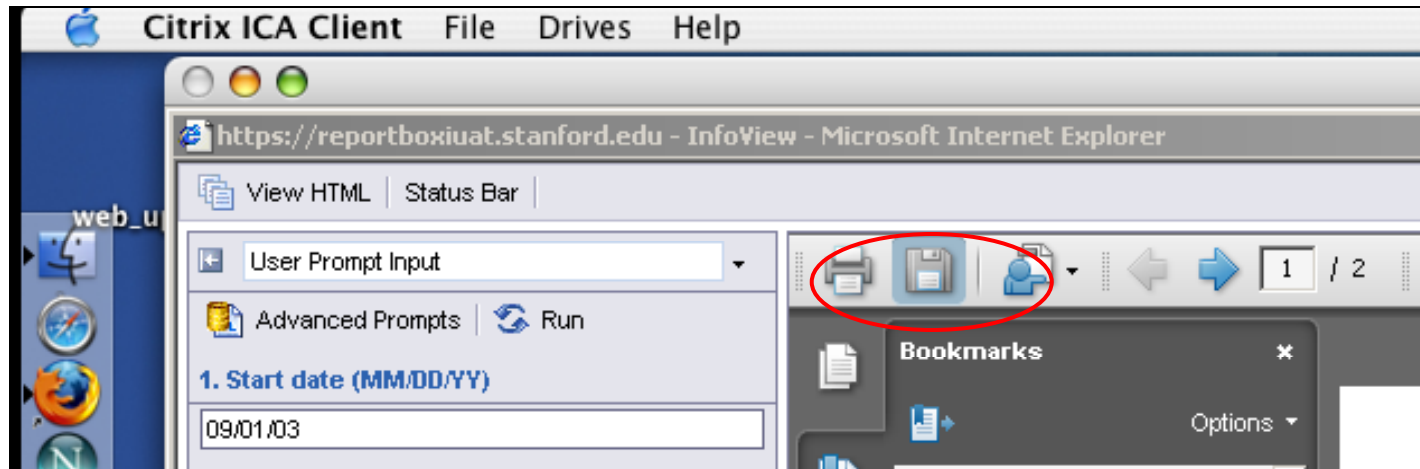 Citrix ICA Client File Drives Help
https://reportboxiuat.stanford.edu - InfoView - Microsoft Internet Explorer
View HTML Status Bar
web_u
User Prompt Input
1 / 2
Advanced Prompts Run
Bookmarks
1. Start date (MM/DD/YY)
09/01/03
Options
N